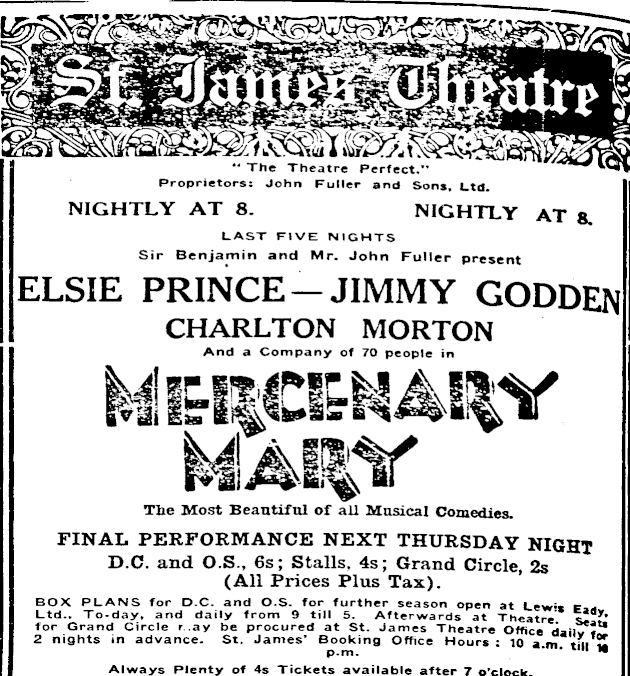 St. James Theatre
"The Theatre Perfect."
Proprietors: John Fuller and Sons, Ltd.
NIGHTLY AT 8. NIGHTLY AT 8.
LAST FIVE NIGHTS
Sir Benjamin and Mr. John Fuller present
ELSIE PRINCE — JIMMY GODDEN
CHARLTON MORTON
And a Company of 70 people in
MERCENARY
MARY
The Most Beautiful of all Musical Comedies.
FINAL PERFORMANCE NEXT THURSDAY NIGHT
D.C. and O.S., 6s; Stalls, 4s; Grand Circle, 2s
(All Prices Plus Tax).
BOX PLANS for D.C. and O.S. for further season open at Lewis Eady,
Ltd., To-day, and daily from 9 till 5. Afterwards at Theatre. Seats
for Grand Circle r..ay be procured at St. James Theatre Office daily for
2 nights in advance. St. James' Booking Office Hours: 10 a.m. till
p.m.
Always Plenty of 4s Tickets available after 7 o'clock.